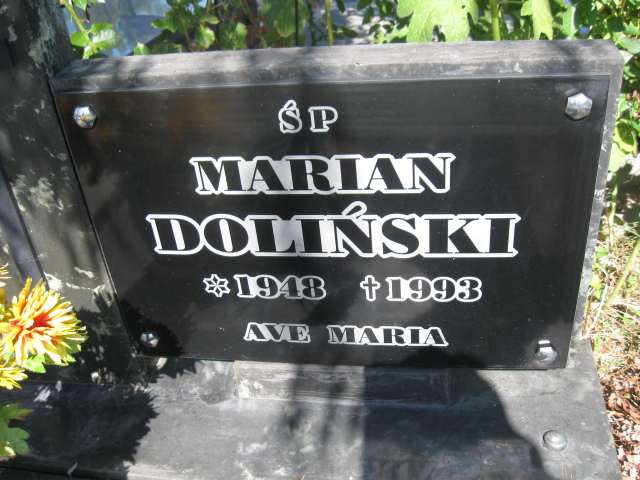 ŚP
MARIAN
DOLIŃSKI
* 1948 † 1993
AVE MARIA